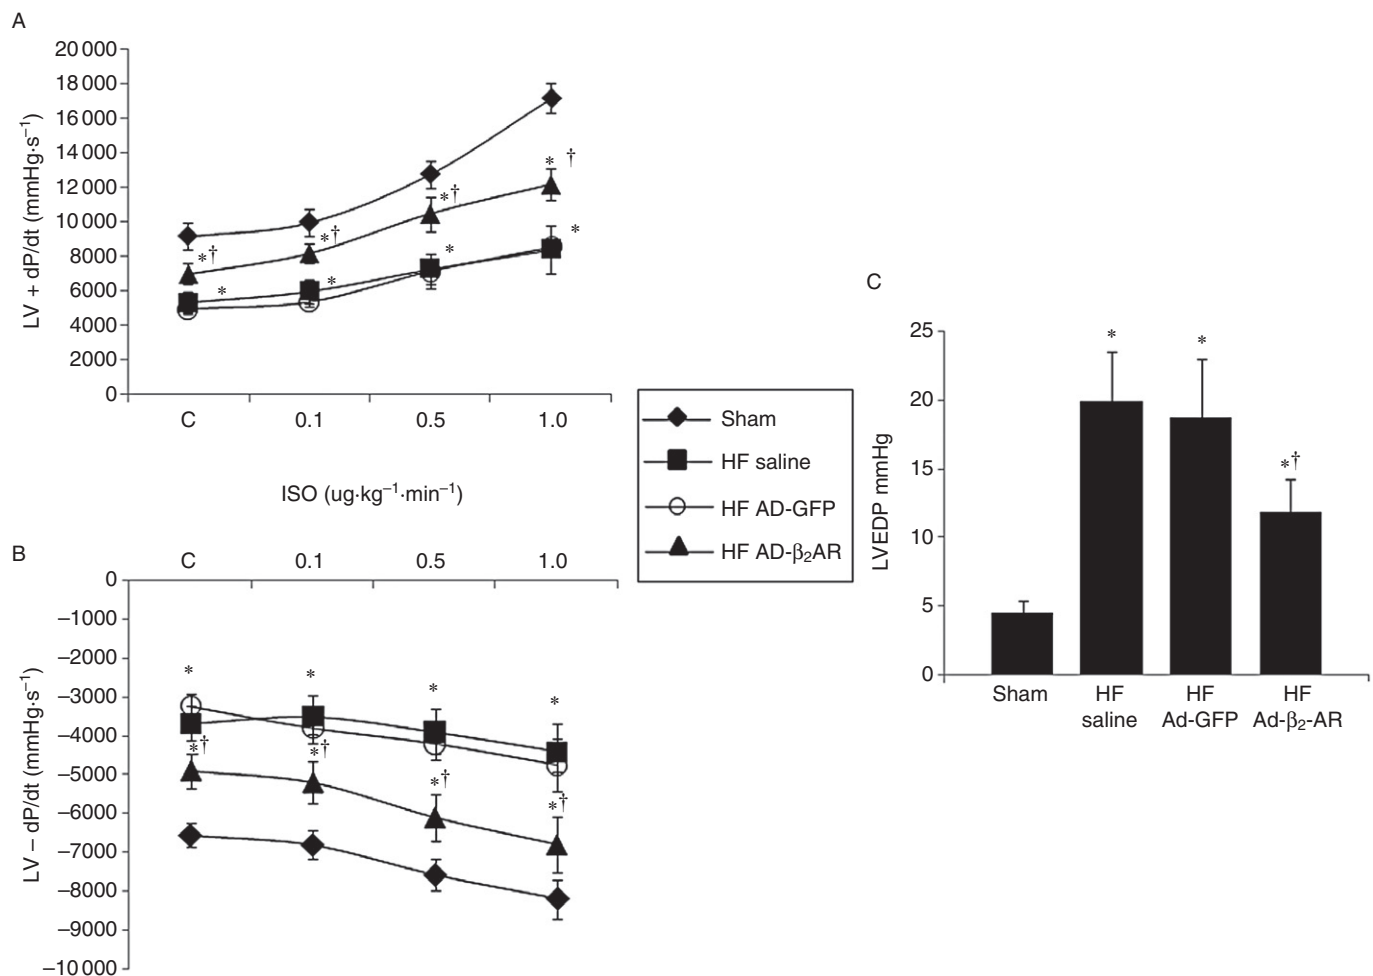 A
20 000
18 000
16 000
14 000
12 000
10 000
8000
6000
4000
2000
0
LV + dP/dt (mmHg·s⁻¹)
*†
*†
*†
* †
*
*
*
*
C 0.1 0.5 1.0
ISO (ug·kg⁻¹·min⁻¹)
Sham
HF saline
HF AD-GFP
HF AD-β₂AR
B
C 0.1 0.5 1.0
0
–1000
–2000
–3000
–4000
–5000
–6000
–7000
–8000
–9000
–10 000
LV – dP/dt (mmHg·s⁻¹)
*
*
*
*
*†
*†
*†
*†
C
25
20
15
10
5
0
LVEDP mmHg
*
*
*†
Sham
HF
saline
HF
Ad-GFP
HF
Ad-β₂-AR